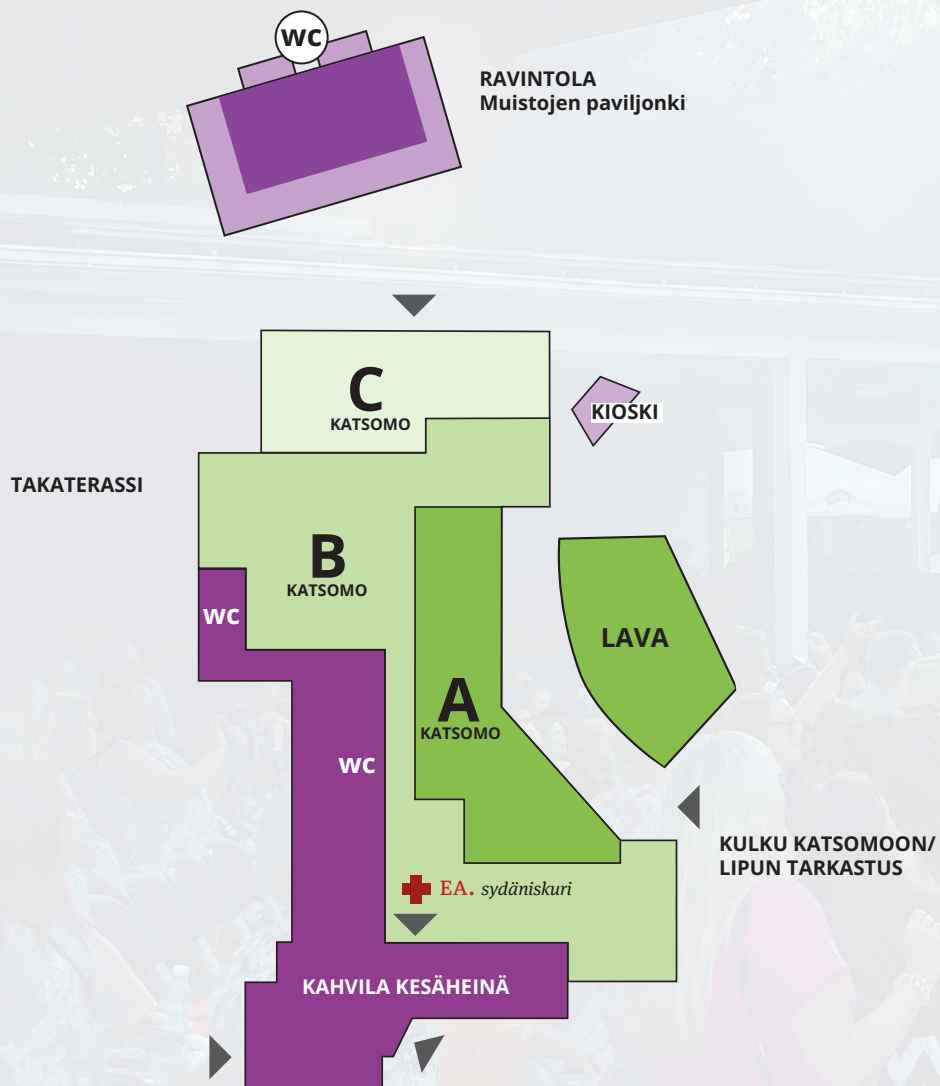 WC
RAVINTOLA
Muistojen paviljonki
C
KATSOMO
KIOSKI
TAKATERASSI
B
KATSOMO
WC
LAVA
A
KATSOMO
WC
KULKU KATSOMOON/
LIPUN TARKASTUS
EA. sydäniskuri
KAHVILA KESÄHEINÄ